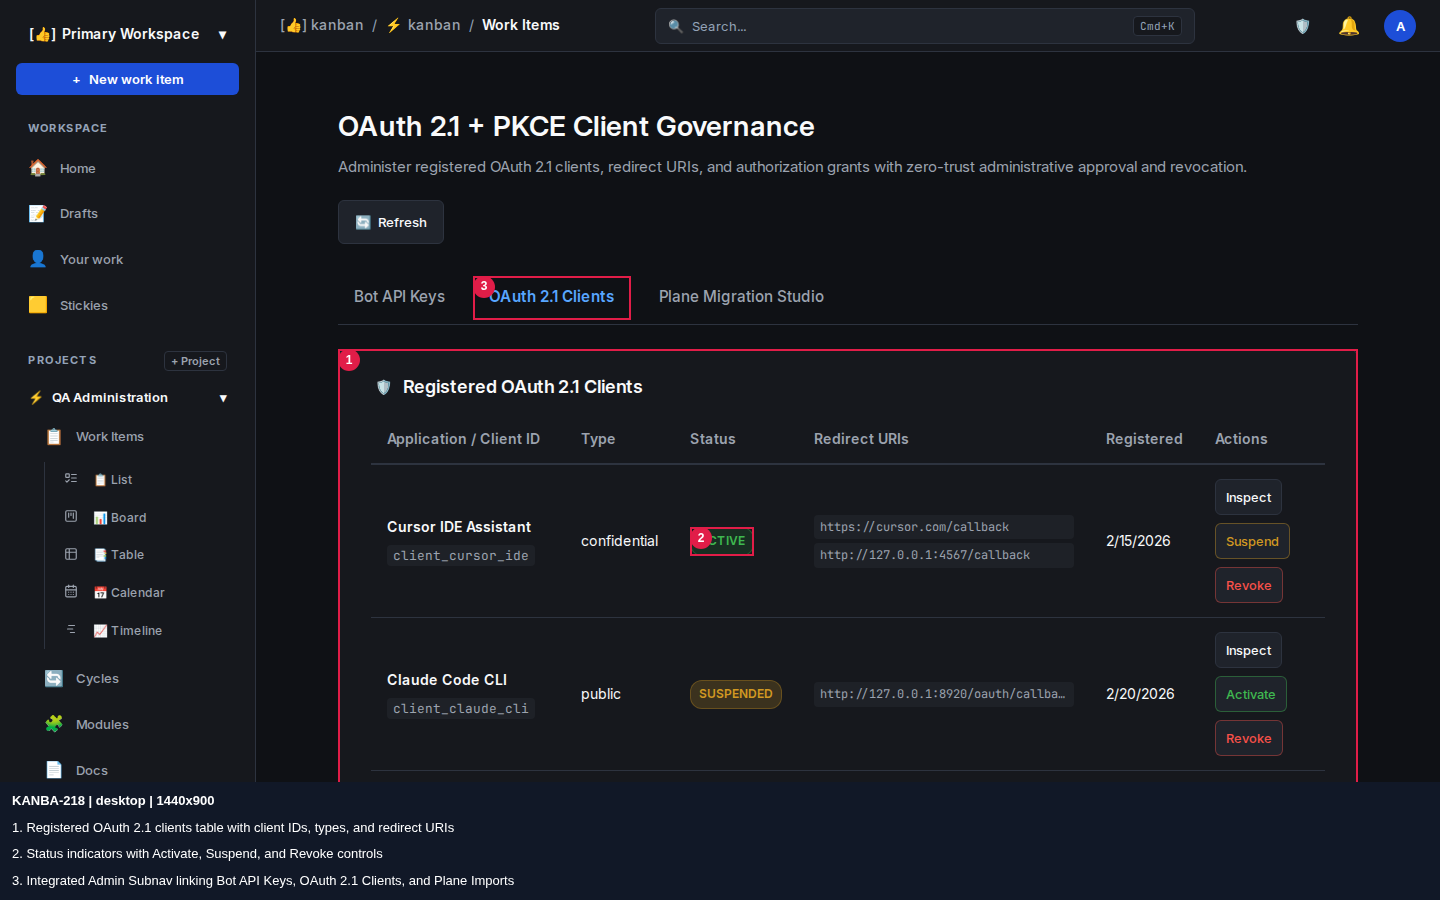 [👍] Primary Workspace ▼
+ New work item
WORKSPACE
🏠 Home
📝 Drafts
👤 Your work
🟨 Stickies
PROJECTS + Project
⚡ QA Administration ▼
📋 Work Items
📋 List
📊 Board
📑 Table
📅 Calendar
📈 Timeline
🔄 Cycles
🧩 Modules
📄 Docs
[👍] kanban / ⚡ kanban / Work Items
🔍 Search... Cmd+K
A
OAuth 2.1 + PKCE Client Governance
Administer registered OAuth 2.1 clients, redirect URIs, and authorization grants with zero-trust administrative approval and revocation.
🔄 Refresh
Bot API Keys 3 OAuth 2.1 Clients Plane Migration Studio
1
🛡️ Registered OAuth 2.1 Clients
Application / Client ID Type Status Redirect URIs Registered Actions
Cursor IDE Assistant
client_cursor_ide
confidential
2 CTIVE
https://cursor.com/callback
http://127.0.0.1:4567/callback
2/15/2026
Inspect
Suspend
Revoke
Claude Code CLI
client_claude_cli
public
SUSPENDED
http://127.0.0.1:8920/oauth/callba…
2/20/2026
Inspect
Activate
Revoke
KANBA-218 | desktop | 1440x900
1. Registered OAuth 2.1 clients table with client IDs, types, and redirect URIs
2. Status indicators with Activate, Suspend, and Revoke controls
3. Integrated Admin Subnav linking Bot API Keys, OAuth 2.1 Clients, and Plane Imports